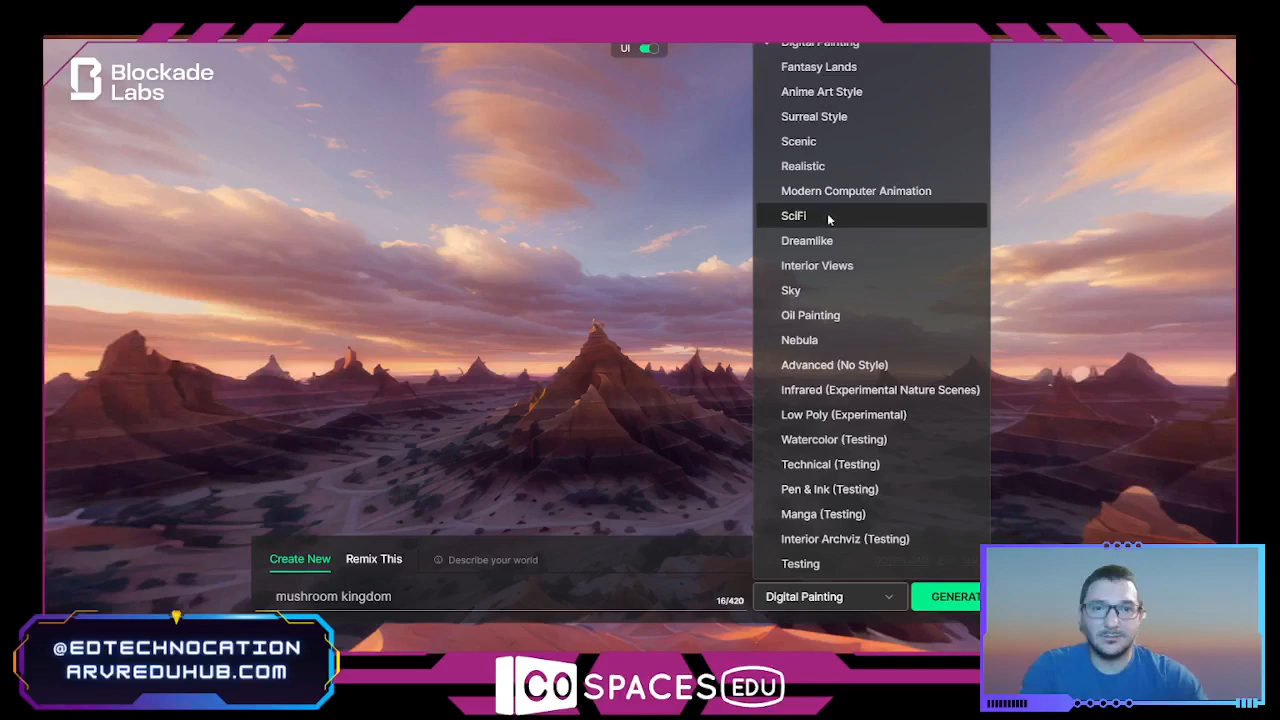 Blockade
Labs
UI
Digital Painting
Fantasy Lands
Anime Art Style
Surreal Style
Scenic
Realistic
Modern Computer Animation
SciFi
Dreamlike
Interior Views
Sky
Oil Painting
Nebula
Advanced (No Style)
Infrared (Experimental Nature Scenes)
Low Poly (Experimental)
Watercolor (Testing)
Technical (Testing)
Pen & Ink (Testing)
Manga (Testing)
Interior Archviz (Testing)
Testing
Create New
Remix This
Describe your world
mushroom kingdom
16/420
Digital Painting
GENERAT
@EDTECHNOCATION
ARVREDUHUB.COM
COSPACES EDU